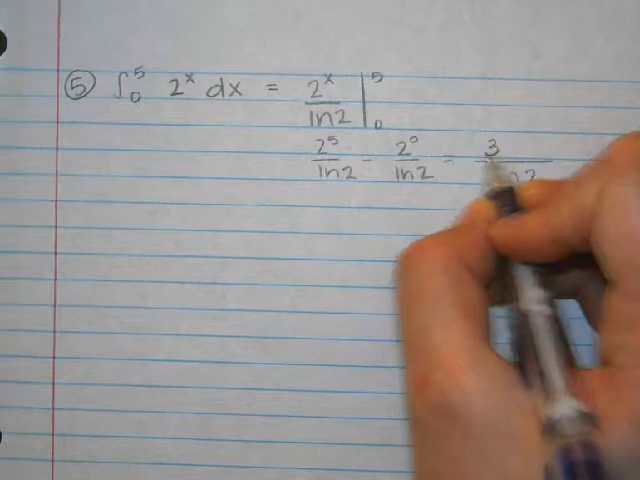 ⑤ ∫₀⁵ 2ˣ dx = 2ˣ/ln2 |₀⁵
2⁵/ln2 - 2⁰/ln2 = 3